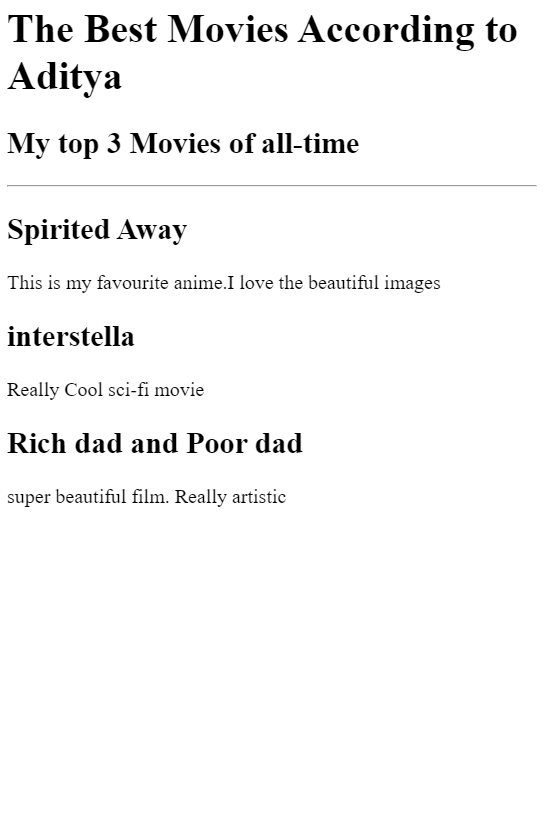 The Best Movies According to
Aditya
My top 3 Movies of all-time
Spirited Away
This is my favourite anime.I love the beautiful images
interstella
Really Cool sci-fi movie
Rich dad and Poor dad
super beautiful film. Really artistic